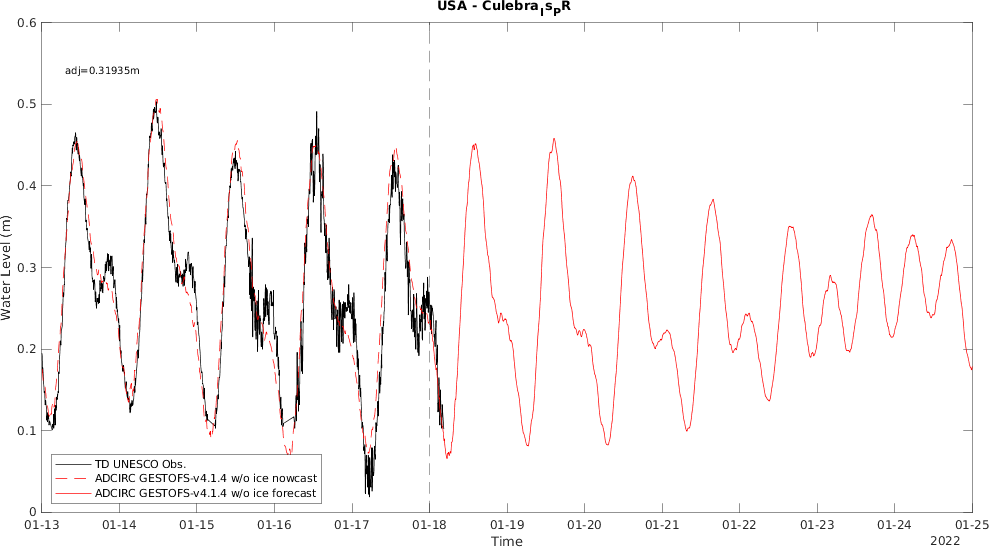 USA - Culebra_Is_PR
0.6
adj=0.31935m
0.5
0.4
0.3
0.2
0.1
0
Water Level (m)
TD UNESCO Obs.
ADCIRC GESTOFS-v4.1.4 w/o ice nowcast
ADCIRC GESTOFS-v4.1.4 w/o ice forecast
01-13 01-14 01-15 01-16 01-17 01-18 01-19 01-20 01-21 01-22 01-23 01-24 01-25
Time
2022